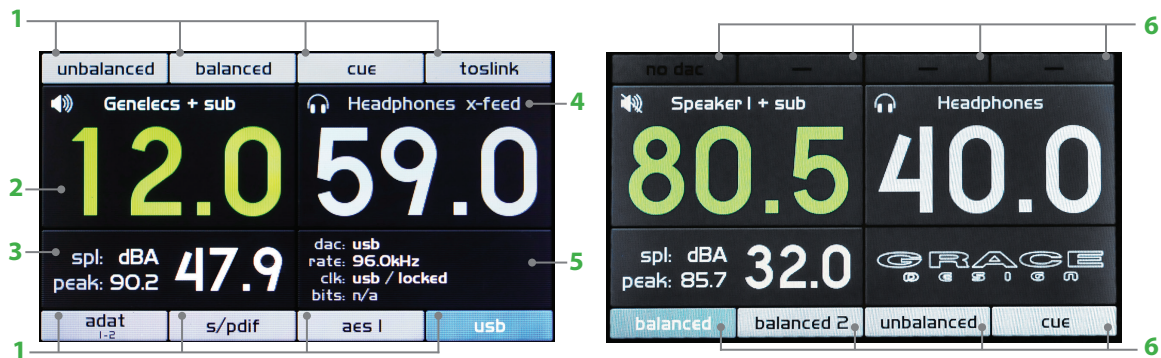 1
6
unbalanced balanced cue toslink
Genelecs + sub
Headphones x-feed
4
12.0
59.0
2
3
spl: dBA
peak: 90.2
47.9
dac: usb
rate: 96.0kHz
clk: usb / locked
bits: n/a
5
adat
1-2
s/pdif
aes 1
usb
1
no dac — — —
Speaker 1 + sub
Headphones
80.5
40.0
spl: dBA
peak: 85.7
32.0
GRACE
DESIGN
balanced balanced 2 unbalanced cue
6